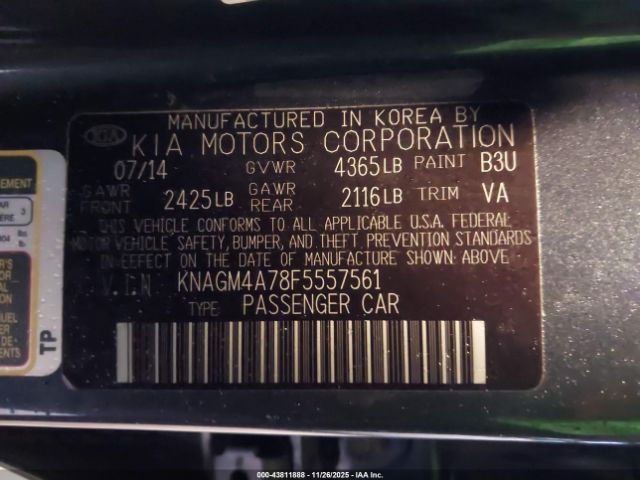 MANUFACTURED IN KOREA BY
KIA KIA MOTORS CORPORATION
07/14 GVWR 4365LB PAINT B3U
GAWR FRONT 2425LB GAWR REAR 2116LB TRIM VA
THIS VEHICLE CONFORMS TO ALL APPLICABLE U.S.A. FEDERAL
MOTOR VEHICLE SAFETY, BUMPER, AND THEFT PREVENTION STANDARDS
IN EFFECT ON THE DATE OF MANUFACTURE SHOWN ABOVE
V.I.N KNAGM4A78F5557561
TYPE PASSENGER CAR
TP
000-43811888 - 11/26/2025 - IAA Inc.